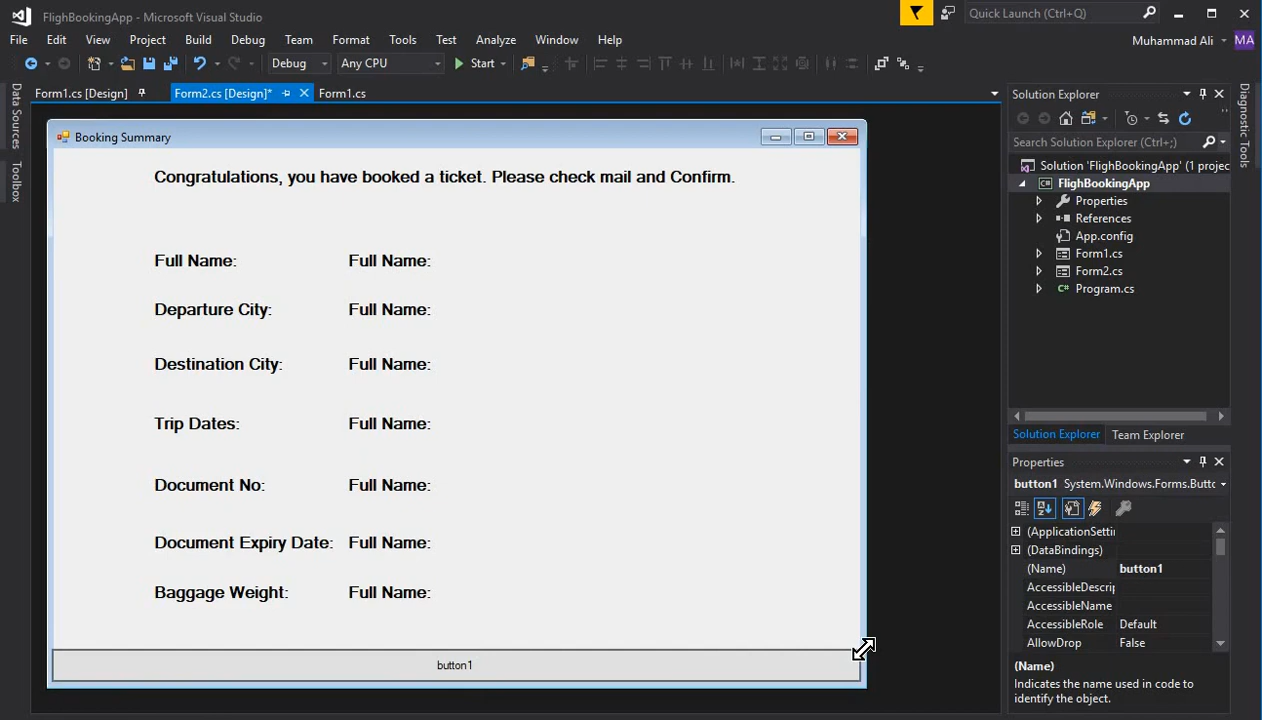 FlighBookingApp - Microsoft Visual Studio
Quick Launch (Ctrl+Q)
File Edit View Project Build Debug Team Format Tools Test Analyze Window Help
Muhammad Ali MA
Debug Any CPU Start
Form1.cs [Design] Form2.cs [Design]* Form1.cs
Data Sources
Toolbox
Booking Summary
Congratulations, you have booked a ticket. Please check mail and Confirm.
Full Name: Full Name:
Departure City: Full Name:
Destination City: Full Name:
Trip Dates: Full Name:
Document No: Full Name:
Document Expiry Date: Full Name:
Baggage Weight: Full Name:
button1
Solution Explorer
Search Solution Explorer (Ctrl+;)
Solution 'FlighBookingApp' (1 projec
FlighBookingApp
Properties
References
App.config
Form1.cs
Form2.cs
Program.cs
Solution Explorer Team Explorer
Properties
button1 System.Windows.Forms.Butto
(ApplicationSetti
(DataBindings)
(Name) button1
AccessibleDescrip
AccessibleName
AccessibleRole Default
AllowDrop False
(Name)
Indicates the name used in code to
identify the object.
Diagnostic Tools